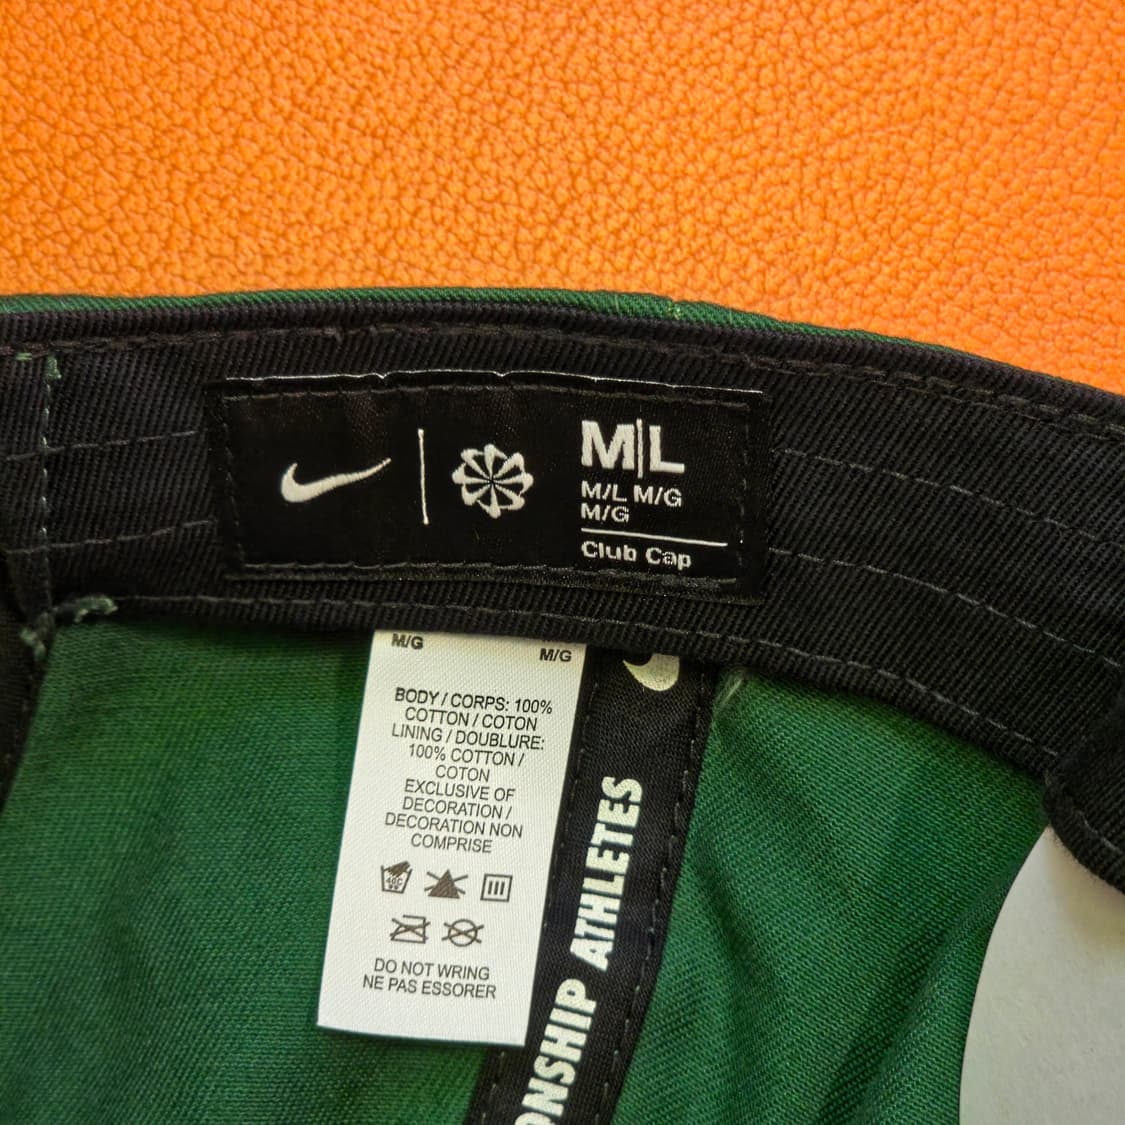 M|L
M/L M/G
M/G
Club Cap
M/G
M/G
BODY / CORPS: 100%
COTTON / COTON
LINING / DOUBLURE:
100% COTTON /
COTON
EXCLUSIVE OF
DECORATION /
DECORATION NON
COMPRISE
DO NOT WRING
NE PAS ESSORER
ONSHIP ATHLETES